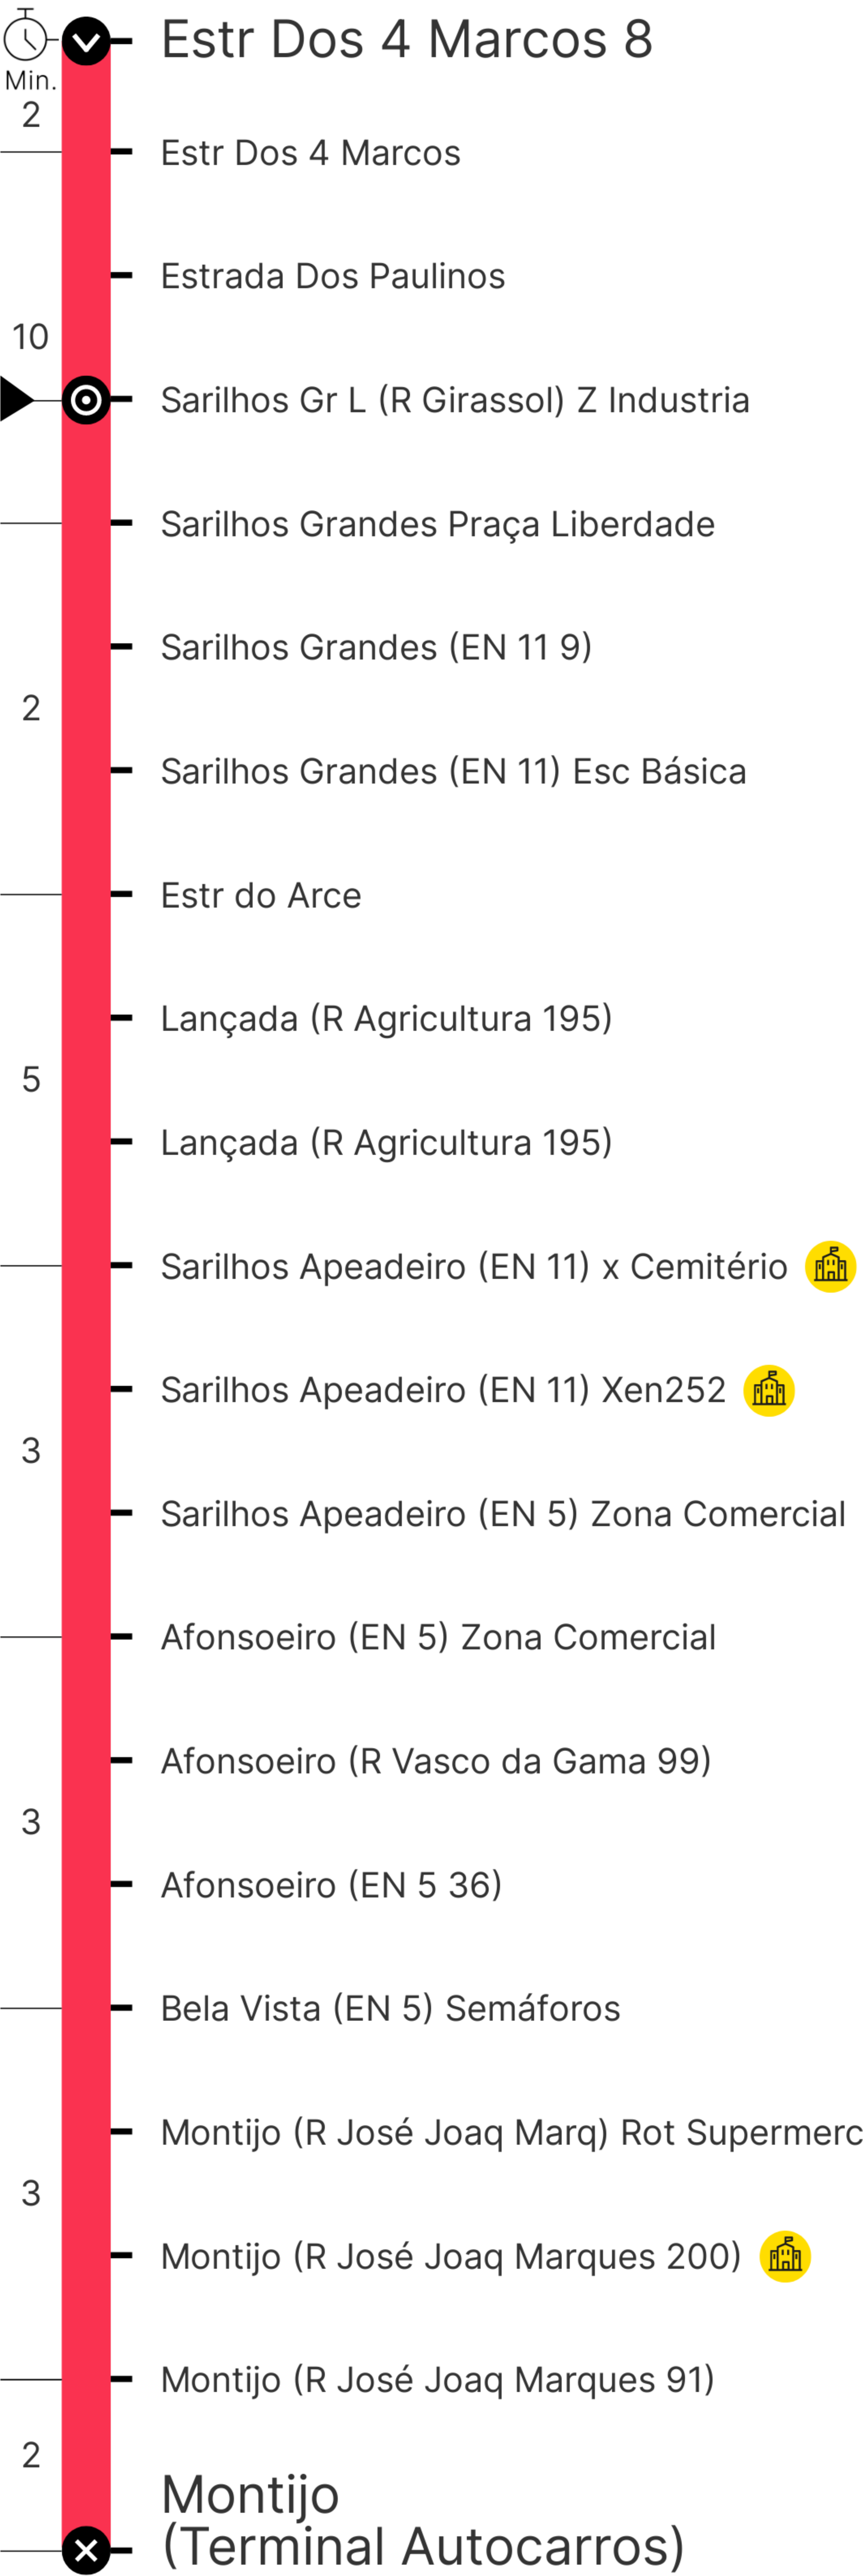 Estr Dos 4 Marcos 8
Min.
2
Estr Dos 4 Marcos
Estrada Dos Paulinos
10
Sarilhos Gr L (R Girassol) Z Industria
Sarilhos Grandes Praça Liberdade
Sarilhos Grandes (EN 11 9)
2
Sarilhos Grandes (EN 11) Esc Básica
Estr do Arce
Lançada (R Agricultura 195)
5
Lançada (R Agricultura 195)
Sarilhos Apeadeiro (EN 11) x Cemitério
Sarilhos Apeadeiro (EN 11) Xen252
3
Sarilhos Apeadeiro (EN 5) Zona Comercial
Afonsoeiro (EN 5) Zona Comercial
Afonsoeiro (R Vasco da Gama 99)
3
Afonsoeiro (EN 5 36)
Bela Vista (EN 5) Semáforos
Montijo (R José Joaq Marq) Rot Supermerc
3
Montijo (R José Joaq Marques 200)
Montijo (R José Joaq Marques 91)
2
Montijo
(Terminal Autocarros)